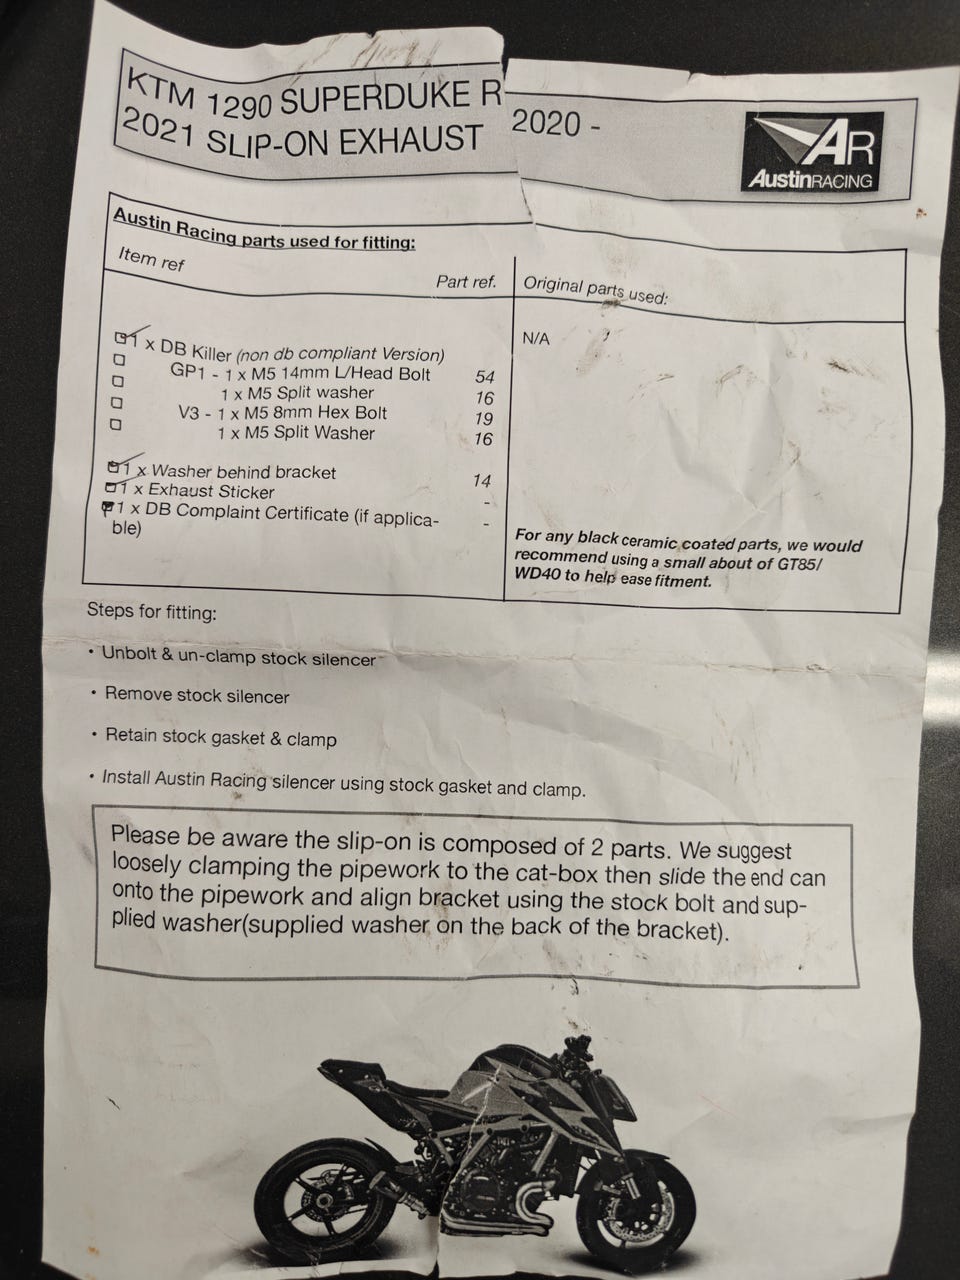 KTM 1290 SUPERDUKE R 2020 -
2021 SLIP-ON EXHAUST
AR
AustinRACING
Austin Racing parts used for fitting:
Item ref
Part ref.
Original parts used:
1 x DB Killer (non db compliant Version)
GP1 - 1 x M5 14mm L/Head Bolt 54
1 x M5 Split washer 16
V3 - 1 x M5 8mm Hex Bolt 19
1 x M5 Split Washer 16
1 x Washer behind bracket 14
1 x Exhaust Sticker -
1 x DB Complaint Certificate (if applica- -
ble)
N/A
For any black ceramic coated parts, we would
recommend using a small about of GT85/
WD40 to help ease fitment.
Steps for fitting:
• Unbolt & un-clamp stock silencer
• Remove stock silencer
• Retain stock gasket & clamp
• Install Austin Racing silencer using stock gasket and clamp.
Please be aware the slip-on is composed of 2 parts. We suggest
loosely clamping the pipework to the cat-box then slide the end can
onto the pipework and align bracket using the stock bolt and sup-
plied washer(supplied washer on the back of the bracket).